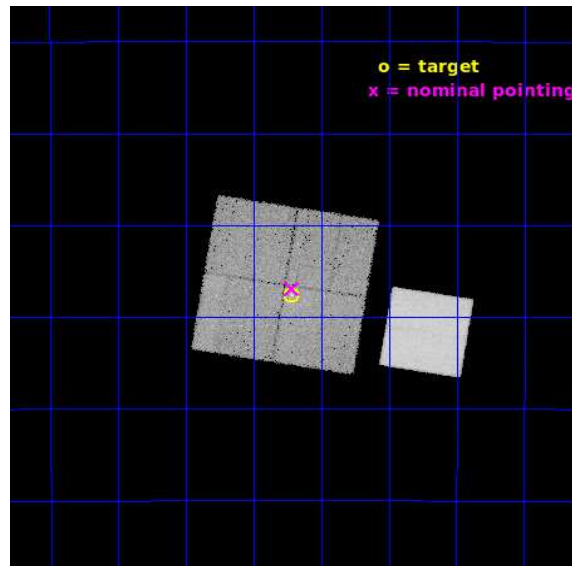 o = target
x = nominal pointing